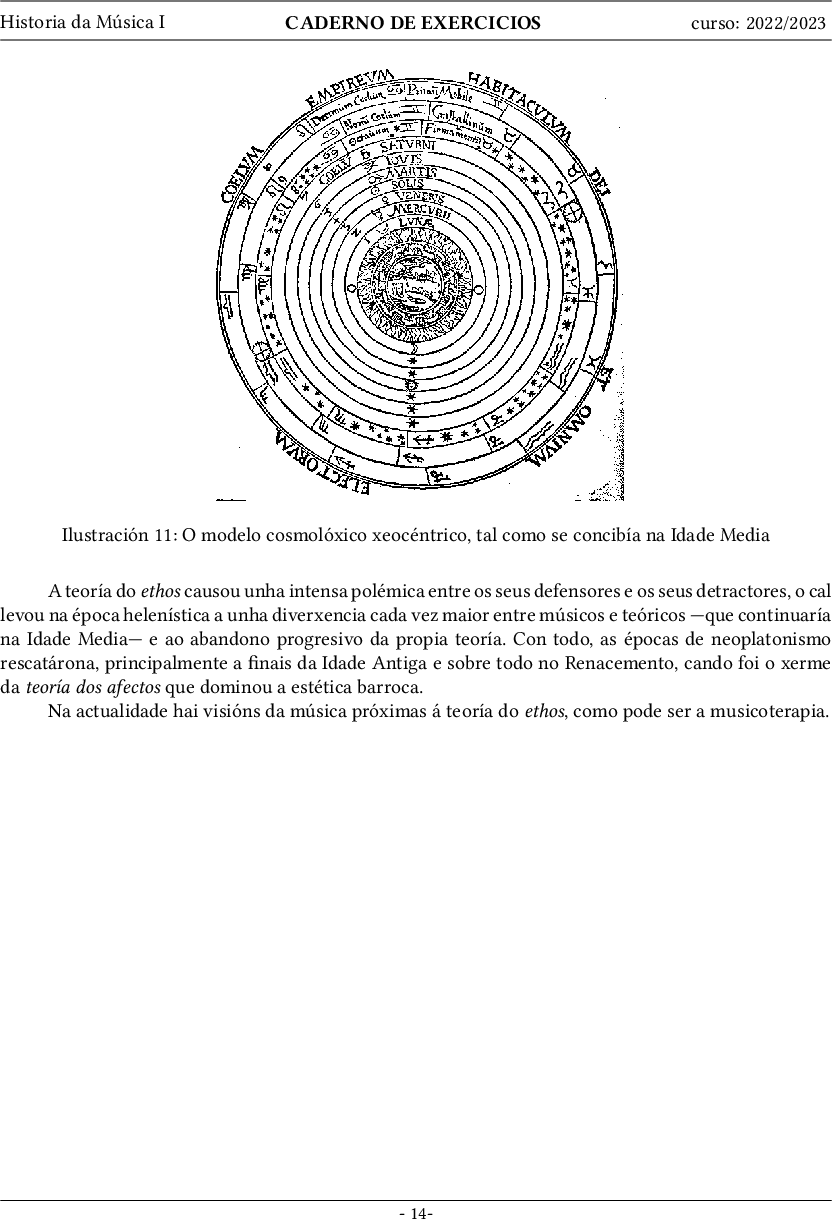 Historia da Música I CADERNO DE EXERCICIOS curso: 2022/2023
COELVM EMPIREVM HABITACVLVM DEI ET OMNIVM ELECTORVM
Decimum Coelum Primũ Mobile
Nonũ Coelum Cristallinum
Octauum Firmamentũ
COELV SATVRNI
IOVIS
MARTIS
SOLIS
VENERIS
MERCVRII
LVNÆ
Ilustración 11: O modelo cosmolóxico xeocéntrico, tal como se concibía na Idade Media
A teoría do ethos causou unha intensa polémica entre os seus defensores e os seus detractores, o cal
levou na época helenística a unha diverxencia cada vez maior entre músicos e teóricos —que continuaría
na Idade Media— e ao abandono progresivo da propia teoría. Con todo, as épocas de neoplatonismo
rescatárona, principalmente a finais da Idade Antiga e sobre todo no Renacemento, cando foi o xerme
da teoría dos afectos que dominou a estética barroca.
Na actualidade hai visións da música próximas á teoría do ethos, como pode ser a musicoterapia.
- 14-